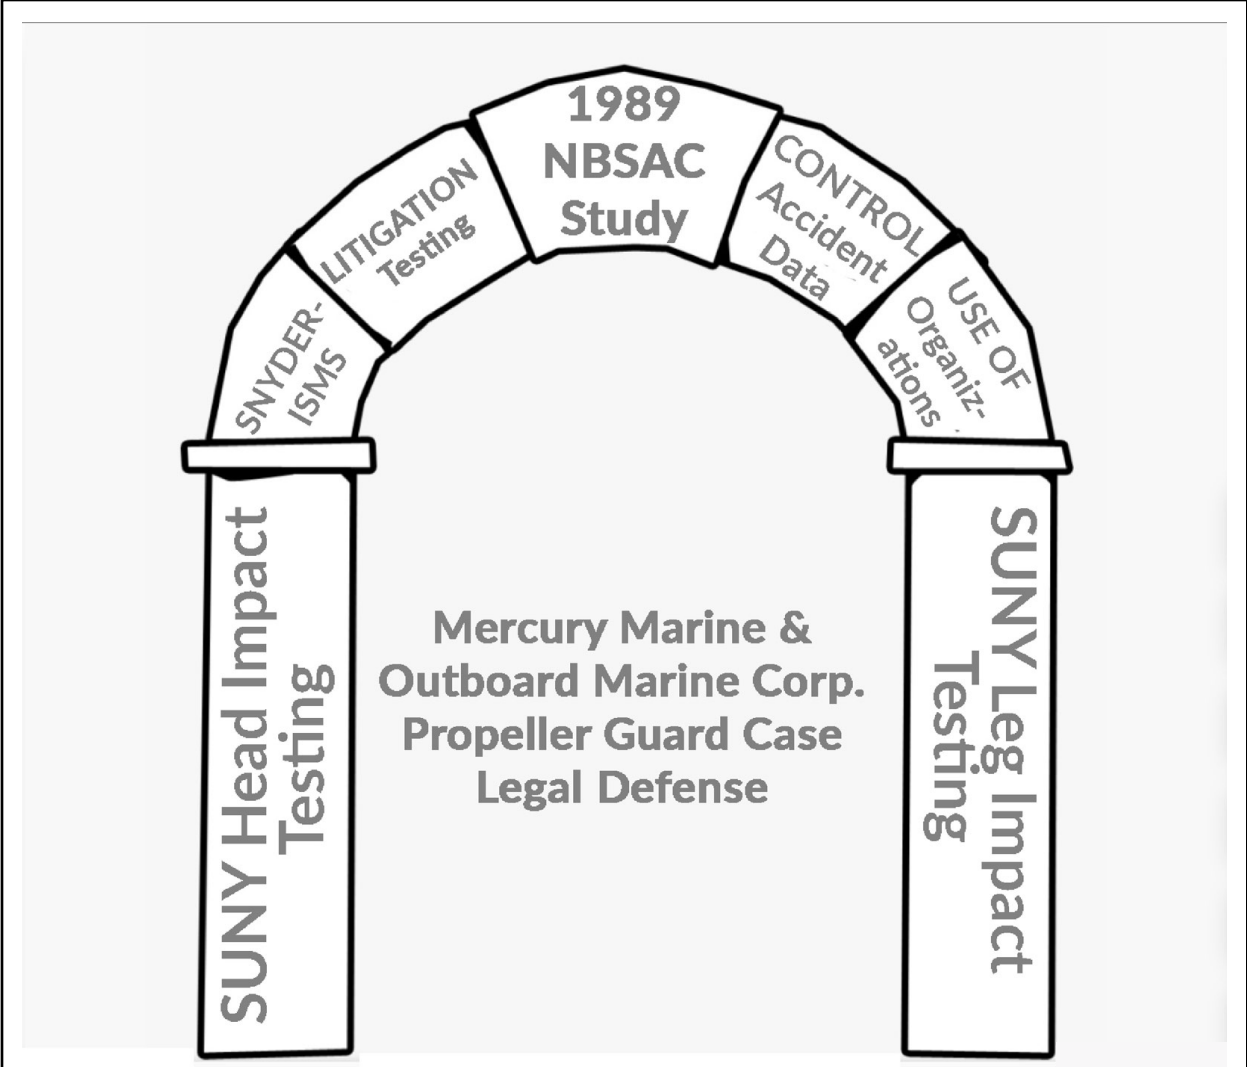 1989
NBSAC
Study
LITIGATION
Testing
CONTROL
Accident
Data
SNYDER-
ISMS
USE OF
Organiz-
ations
SUNY Head Impact
Testing
Mercury Marine &
Outboard Marine Corp.
Propeller Guard Case
Legal Defense
SUNY Leg Impact
Testing